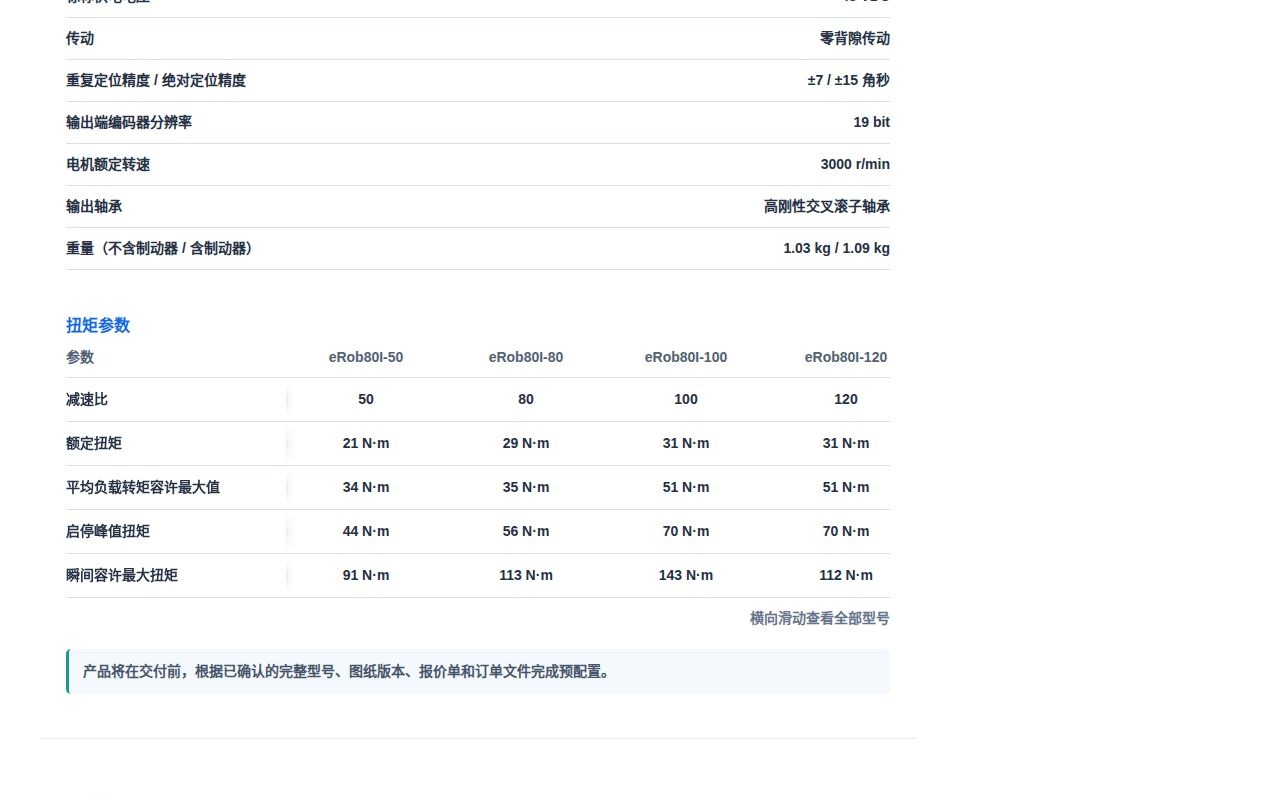 传动 零背隙传动
重复定位精度 / 绝对定位精度 ±7 / ±15 角秒
输出端编码器分辨率 19 bit
电机额定转速 3000 r/min
输出轴承 高刚性交叉滚子轴承
重量（不含制动器 / 含制动器） 1.03 kg / 1.09 kg
扭矩参数
参数 eRob80I-50 eRob80I-80 eRob80I-100 eRob80I-120
减速比 50 80 100 120
额定扭矩 21 N·m 29 N·m 31 N·m 31 N·m
平均负载转矩容许最大值 34 N·m 35 N·m 51 N·m 51 N·m
启停峰值扭矩 44 N·m 56 N·m 70 N·m 70 N·m
瞬间容许最大扭矩 91 N·m 113 N·m 143 N·m 112 N·m
横向滑动查看全部型号
产品将在交付前，根据已确认的完整型号、图纸版本、报价单和订单文件完成预配置。